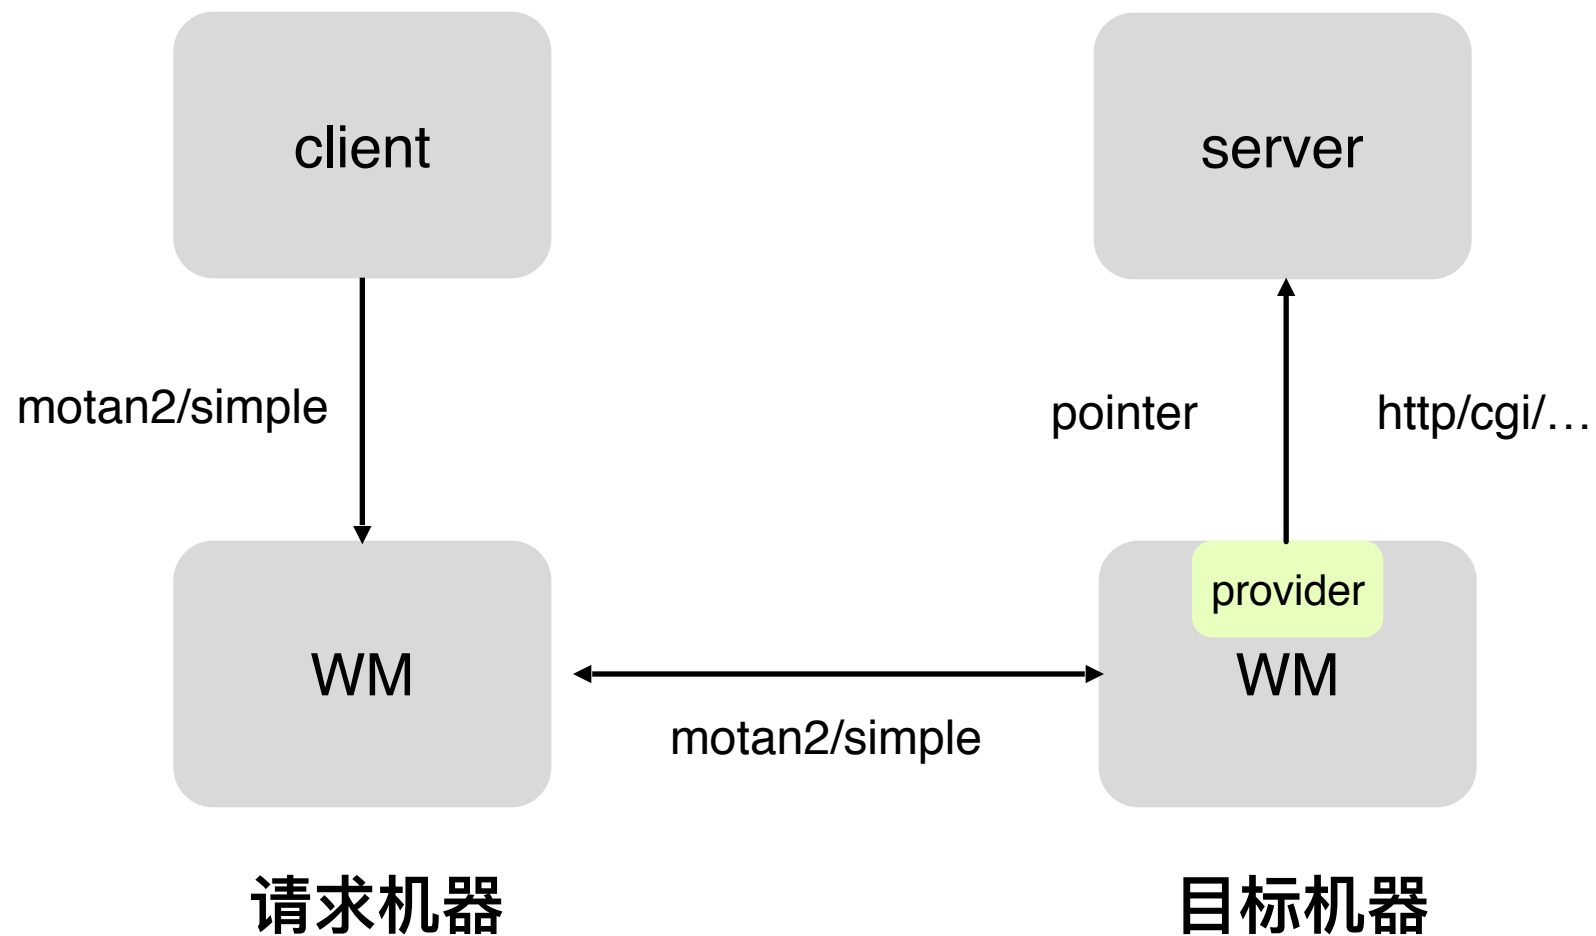 client
server
motan2/simple
pointer
http/cgi/…
provider
WM
WM
motan2/simple
请求机器
目标机器